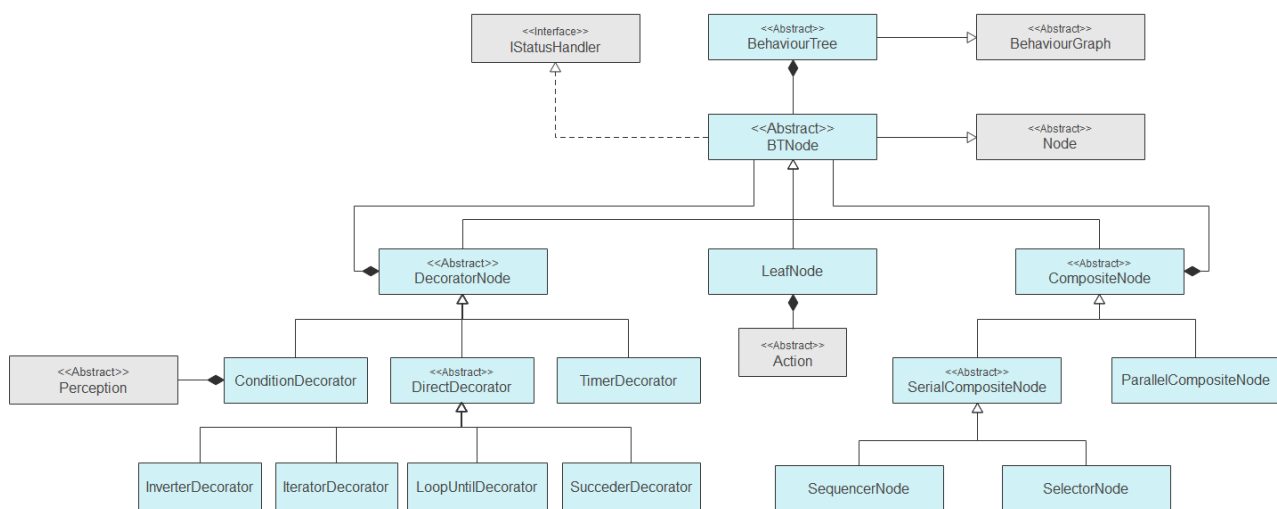 <<Interface>>
IStatusHandler
<<Abstract>>
BehaviourTree
<<Abstract>>
BehaviourGraph
<<Abstract>>
BTNode
<<Abstract>>
Node
<<Abstract>>
DecoratorNode
LeafNode
<<Abstract>>
CompositeNode
<<Abstract>>
Perception
ConditionDecorator
<<Abstract>>
DirectDecorator
TimerDecorator
<<Abstract>>
Action
<<Abstract>>
SerialCompositeNode
ParallelCompositeNode
InverterDecorator
IteratorDecorator
LoopUntilDecorator
SuccederDecorator
SequencerNode
SelectorNode